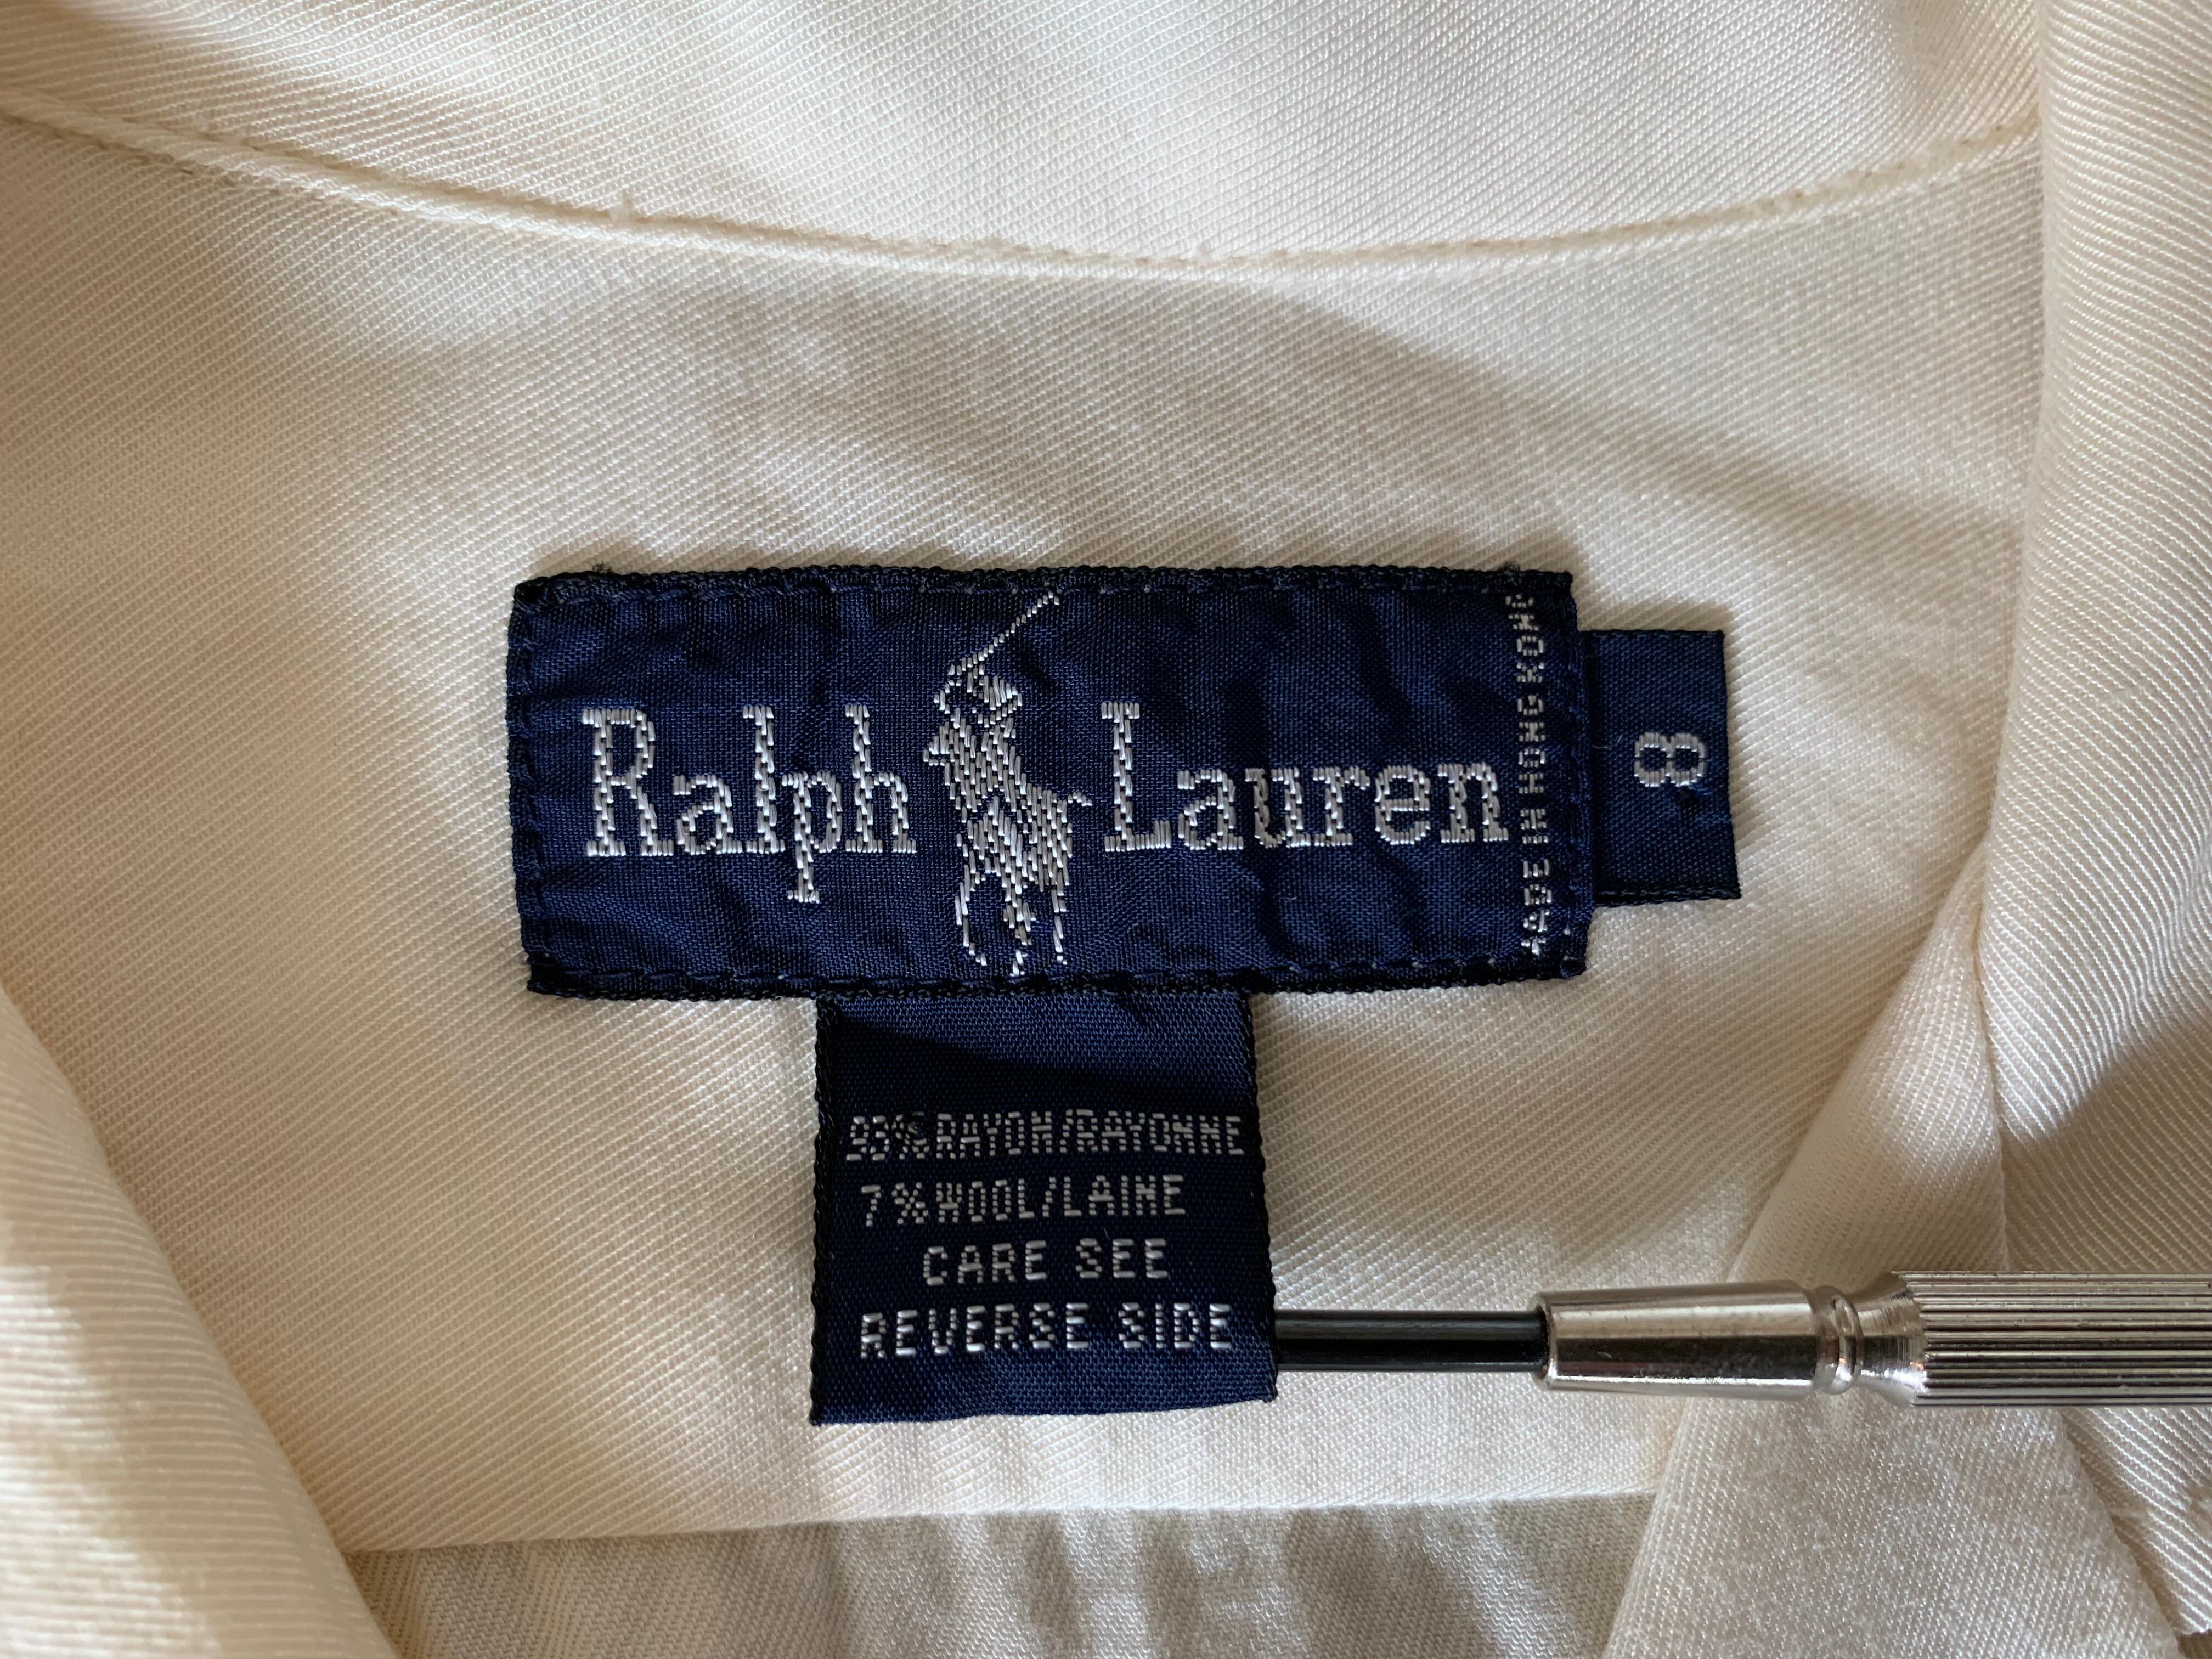 Ralph Lauren
MADE IN HONG KONG
8
93% RAYON/RAYONNE
7% WOOL/LAINE
CARE SEE
REVERSE SIDE